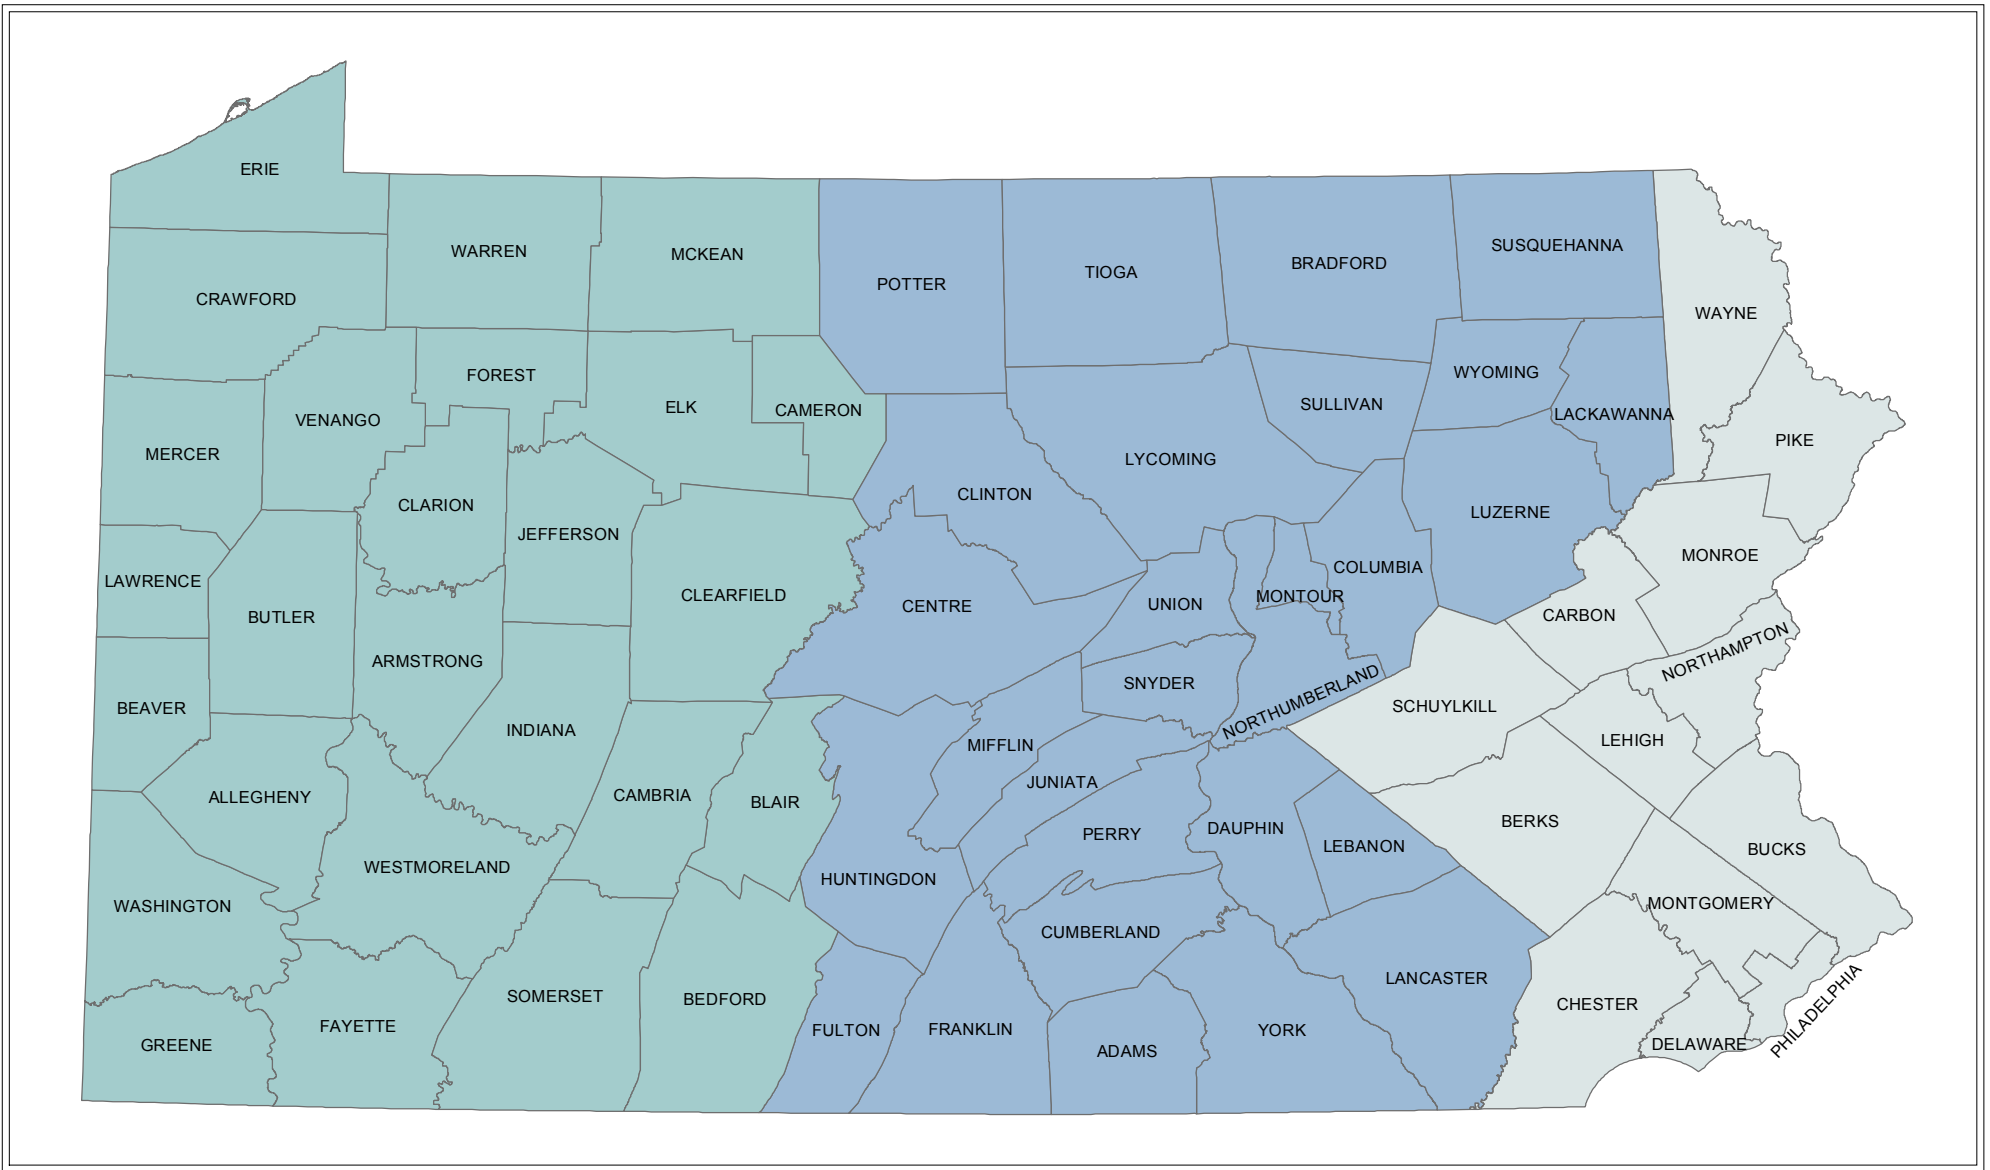 ERIE
WARREN
MCKEAN
SUSQUEHANNA
BRADFORD
TIOGA
POTTER
CRAWFORD
WAYNE
FOREST
WYOMING
ELK
CAMERON
SULLIVAN
LACKAWANNA
VENANGO
PIKE
MERCER
LYCOMING
CLINTON
CLARION
LUZERNE
JEFFERSON
MONROE
COLUMBIA
LAWRENCE
CLEARFIELD
MONTOUR
UNION
CENTRE
BUTLER
CARBON
NORTHAMPTON
ARMSTRONG
SNYDER
NORTHUMBERLAND
BEAVER
SCHUYLKILL
INDIANA
LEHIGH
MIFFLIN
JUNIATA
ALLEGHENY
CAMBRIA
BLAIR
BERKS
DAUPHIN
PERRY
LEBANON
BUCKS
WESTMORELAND
HUNTINGDON
MONTGOMERY
WASHINGTON
CUMBERLAND
LANCASTER
SOMERSET
BEDFORD
CHESTER
PHILADELPHIA
FAYETTE
FULTON
FRANKLIN
YORK
GREENE
DELAWARE
ADAMS